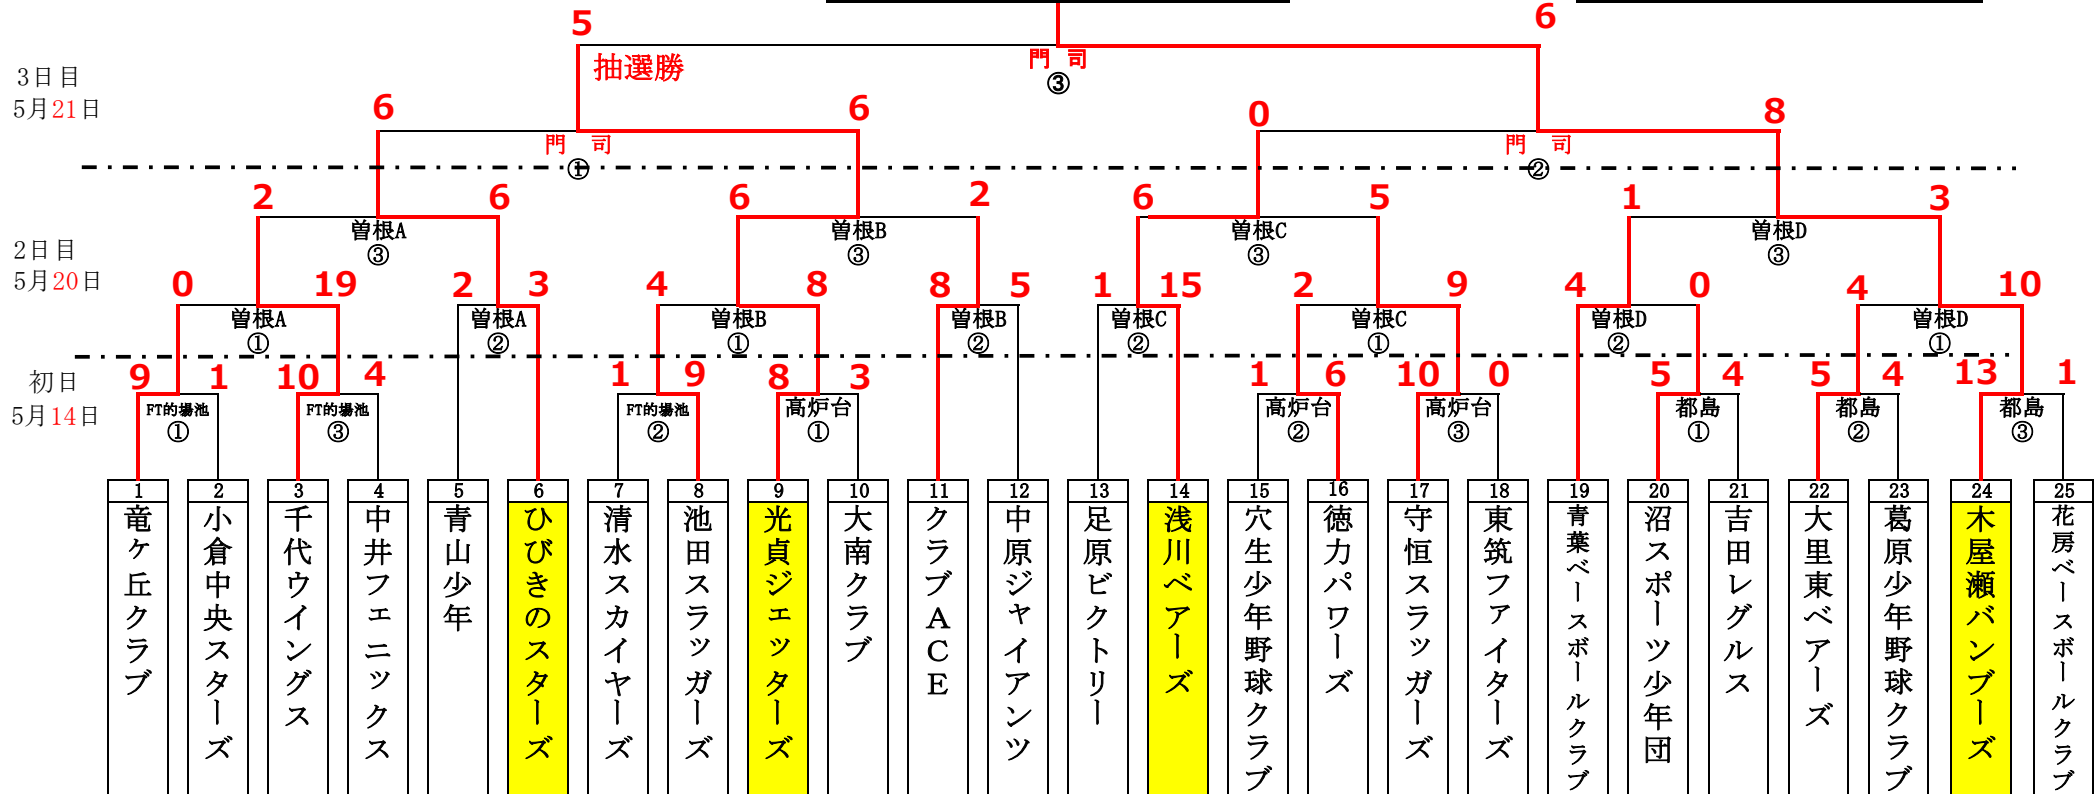 5 6
抽選勝
門 司
③
3日目
5月21日
6 6 0 8
門 司 門 司
① ②
2 6 6 2 6 5 1 3
曽根A 曽根B 曽根C 曽根D
③ ③ ③ ③
2日目
5月20日
0 19 2 3 4 8 8 5 1 15 2 9 4 0 4 10
曽根A 曽根A 曽根B 曽根B 曽根C 曽根C 曽根D 曽根D
① ② ① ② ② ① ② ①
初日
5月14日
9 1 10 4 1 9 8 3 1 6 10 0 5 4 5 4 13 1
FT的場池 FT的場池 FT的場池 高炉台 高炉台 高炉台 都島 都島 都島
① ③ ② ① ② ③ ① ② ③
1 2 3 4 5 6 7 8 9 10 11 12 13 14 15 16 17 18 19 20 21 22 23 24 25
竜ケ丘クラブ
小倉中央スターズ
千代ウイングス
中井フェニックス
青山少年
ひびきのスターズ
清水スカイヤーズ
池田スラッガーズ
光貞ジェッターズ
大南クラブ
クラブACE
中原ジャイアンツ
足原ビクトリー
浅川ベアーズ
穴生少年野球クラブ
徳力パワーズ
守恒スラッガーズ
東筑ファイターズ
青葉ベースボールクラブ
沼スポーツ少年団
吉田レグルス
大里東ベアーズ
葛原少年野球クラブ
木屋瀬バンブーズ
花房ベースボールクラブ